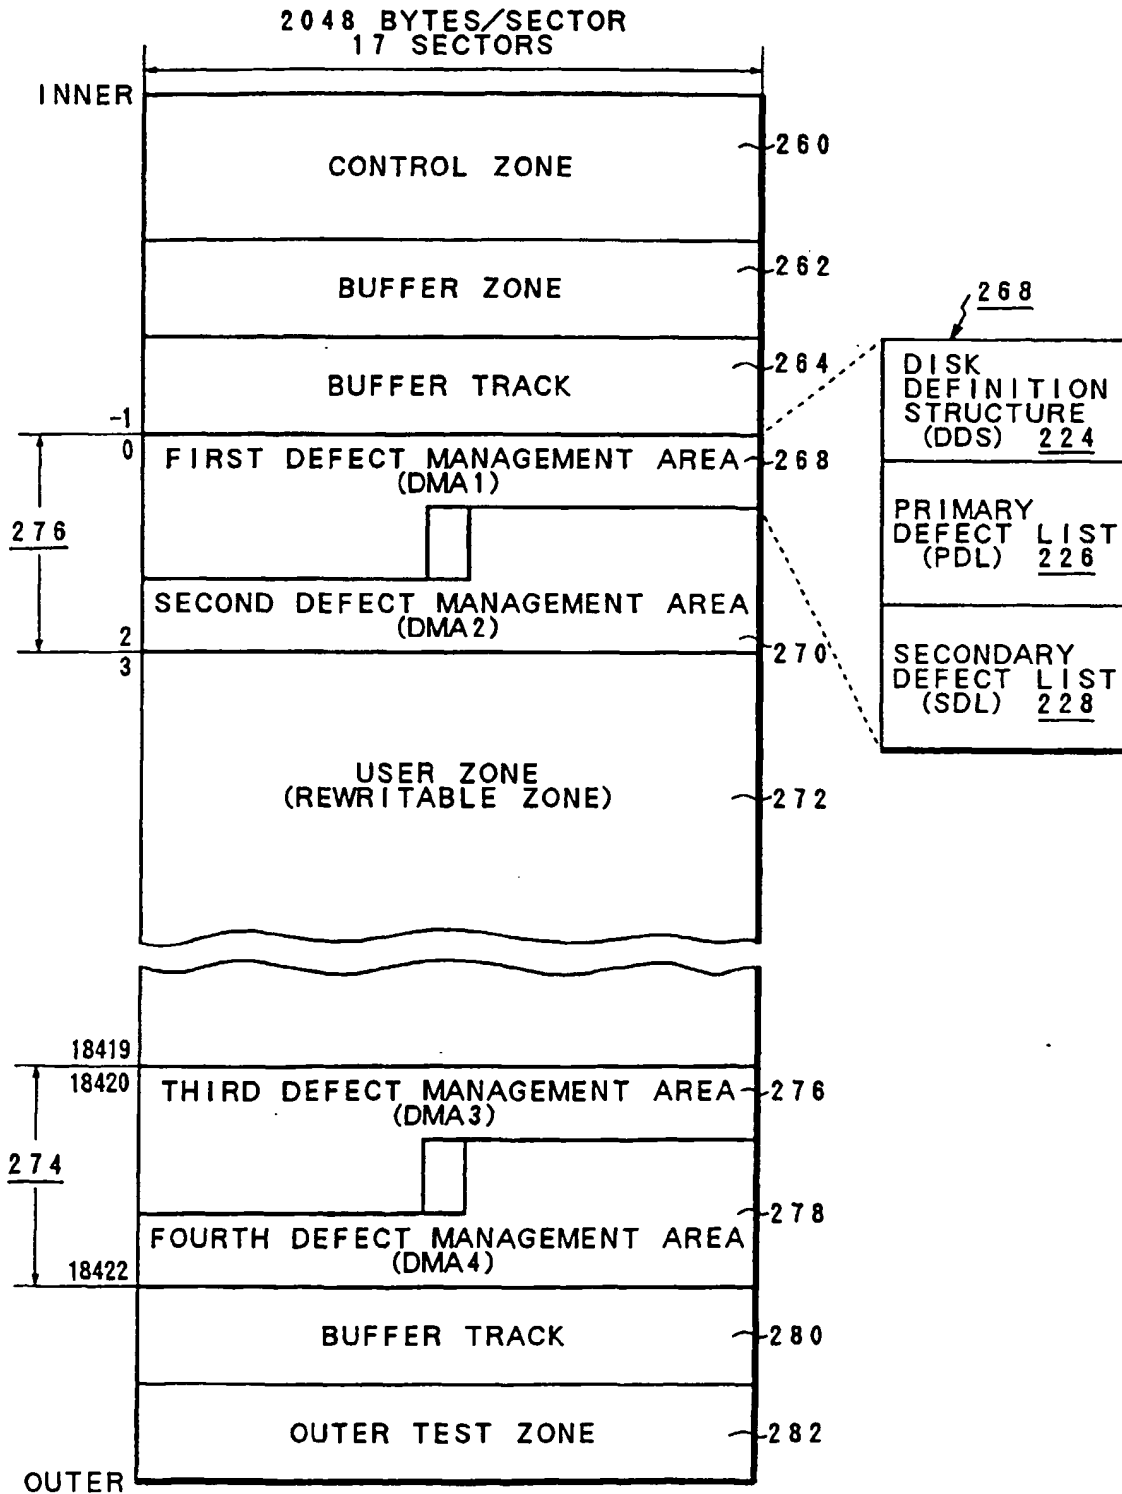 2048 BYTES/SECTOR
17 SECTORS
INNER
CONTROL ZONE
260
BUFFER ZONE
262
BUFFER TRACK
264
-1
0
FIRST DEFECT MANAGEMENT AREA
(DMA1)
268
276
SECOND DEFECT MANAGEMENT AREA
(DMA2)
270
2
3
USER ZONE
(REWRITABLE ZONE)
272
268
DISK
DEFINITION
STRUCTURE
(DDS) 224
PRIMARY
DEFECT LIST
(PDL) 226
SECONDARY
DEFECT LIST
(SDL) 228
18419
18420
THIRD DEFECT MANAGEMENT AREA
(DMA3)
276
274
278
FOURTH DEFECT MANAGEMENT AREA
(DMA4)
18422
BUFFER TRACK
280
OUTER TEST ZONE
282
OUTER